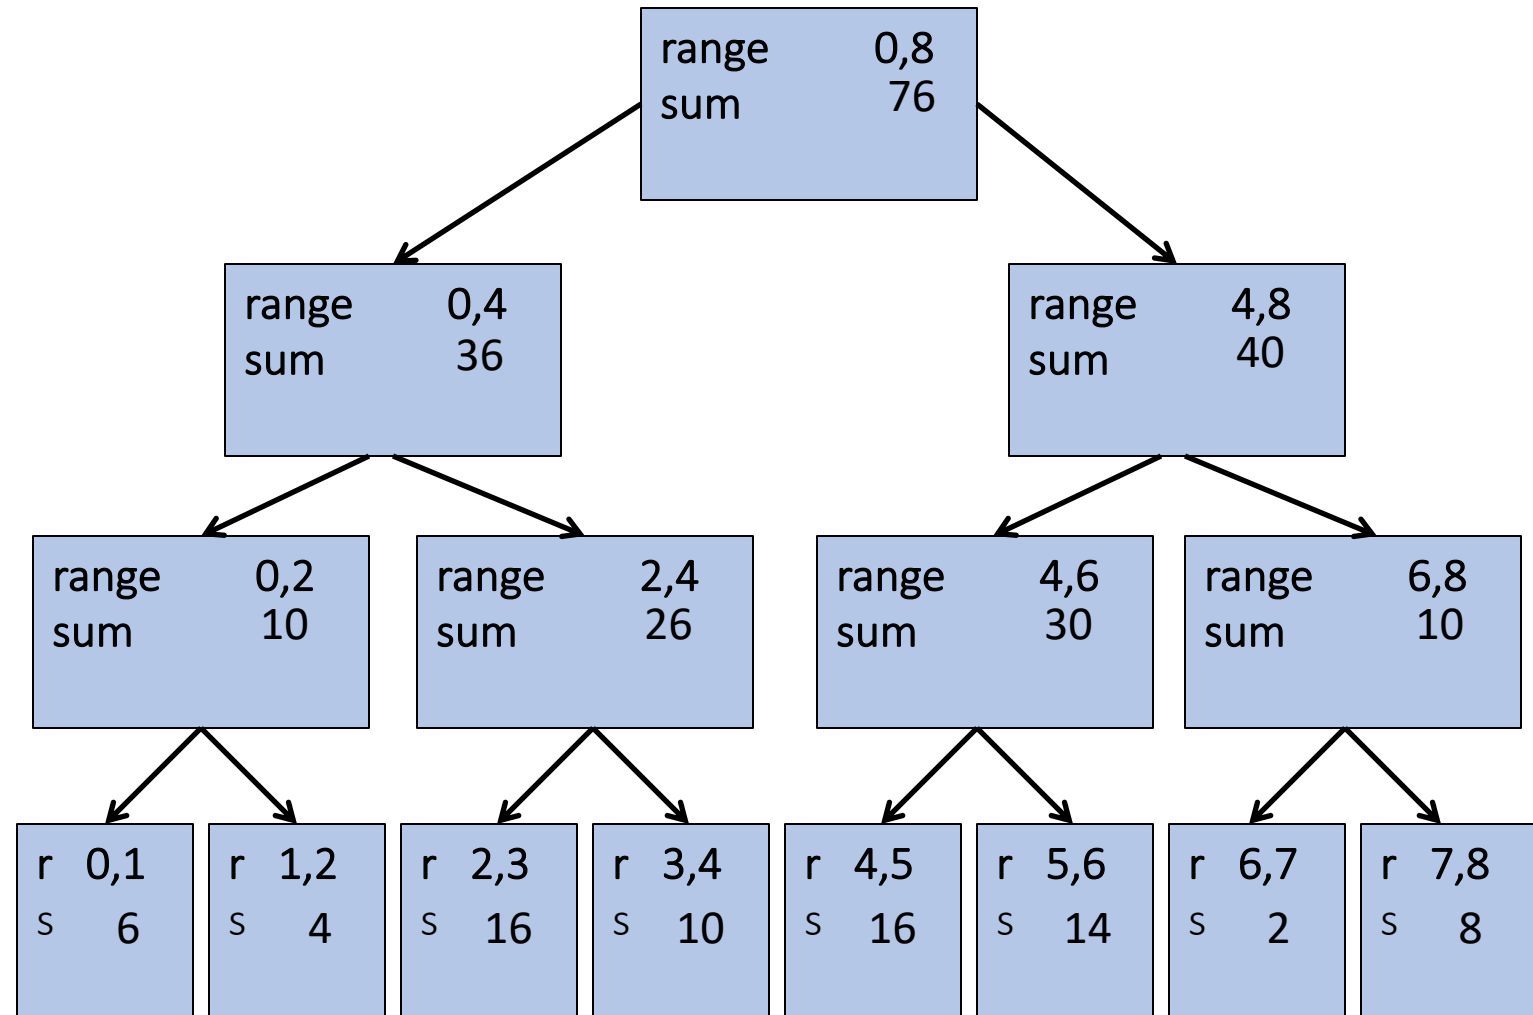 range 0,8
sum 76
range 0,4
sum 36
range 4,8
sum 40
range 0,2
sum 10
range 2,4
sum 26
range 4,6
sum 30
range 6,8
sum 10
r 0,1
s 6
r 1,2
s 4
r 2,3
s 16
r 3,4
s 10
r 4,5
s 16
r 5,6
s 14
r 6,7
s 2
r 7,8
s 8